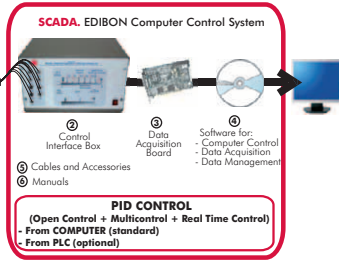 SCADA. EDIBON Computer Control System
②
Control
Interface Box
③
Data
Acquisition
Board
④
Software for:
- Computer Control
- Data Acquisition
- Data Management
⑤ Cables and Accessories
⑥ Manuals
PID CONTROL
(Open Control + Multicontrol + Real Time Control)
- From COMPUTER (standard)
- From PLC (optional)